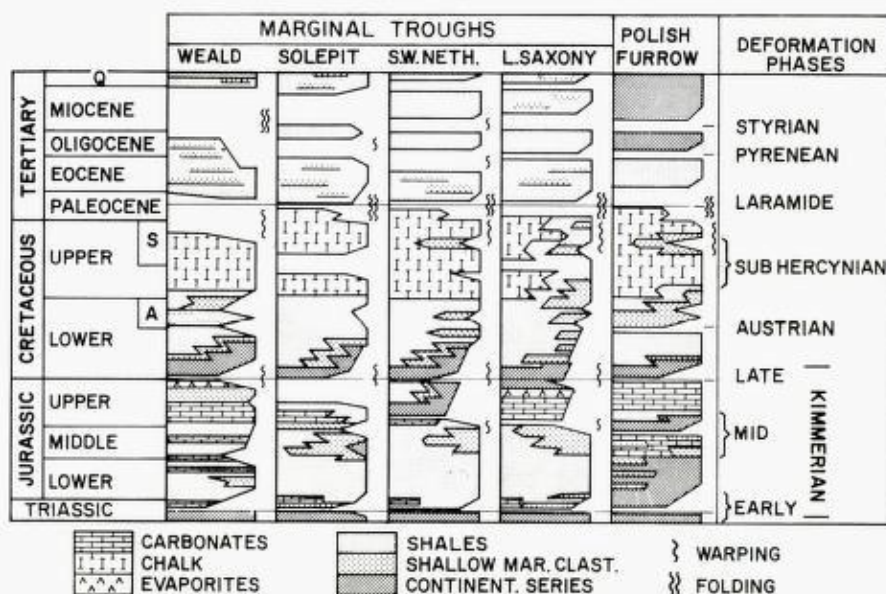 MARGINAL TROUGHS
POLISH FURROW
DEFORMATION PHASES
WEALD SOLEPIT S.W. NETH. L. SAXONY
TERTIARY
Q
MIOCENE
OLIGOCENE
EOCENE
PALEOCENE
CRETACEOUS
UPPER
S
LOWER
A
JURASSIC
UPPER
MIDDLE
LOWER
TRIASSIC
STYRIAN
PYRENEAN
LARAMIDE
SUB HERCYNIAN
AUSTRIAN
LATE
MID
EARLY
KIMMERIAN
CARBONATES
CHALK
EVAPORITES
SHALES
SHALLOW MAR. CLAST.
CONTINENT. SERIES
WARPING
FOLDING